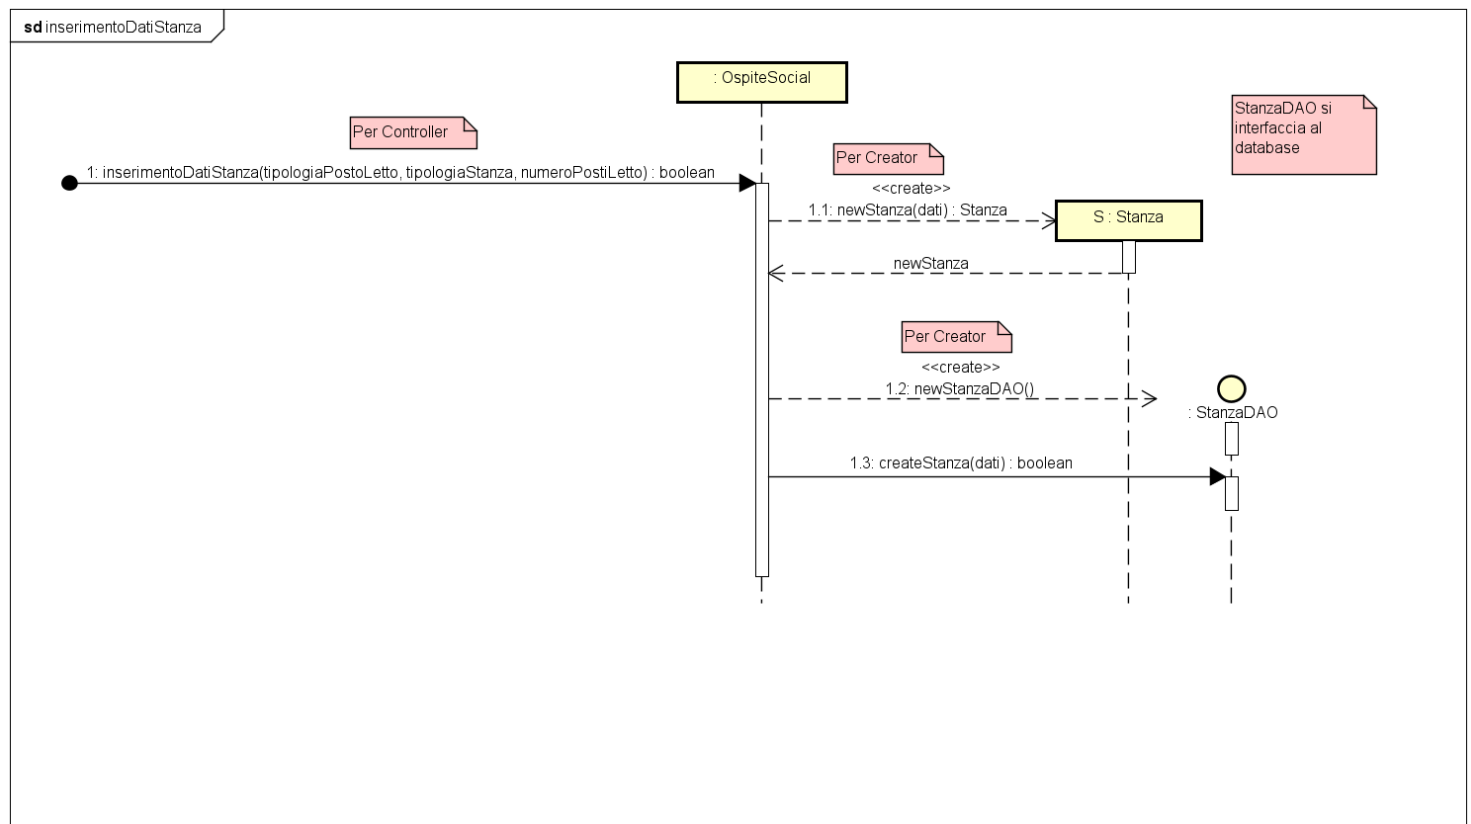 sd inserimentoDatiStanza
: OspiteSocial
Per Controller
StanzaDAO si
interfaccia al
database
1: inserimentoDatiStanza(tipologiaPostoLetto, tipologiaStanza, numeroPostiLetto) : boolean
Per Creator
<<create>>
1.1: newStanza(dati) : Stanza
S : Stanza
newStanza
Per Creator
<<create>>
1.2: newStanzaDAO()
: StanzaDAO
1.3: createStanza(dati) : boolean